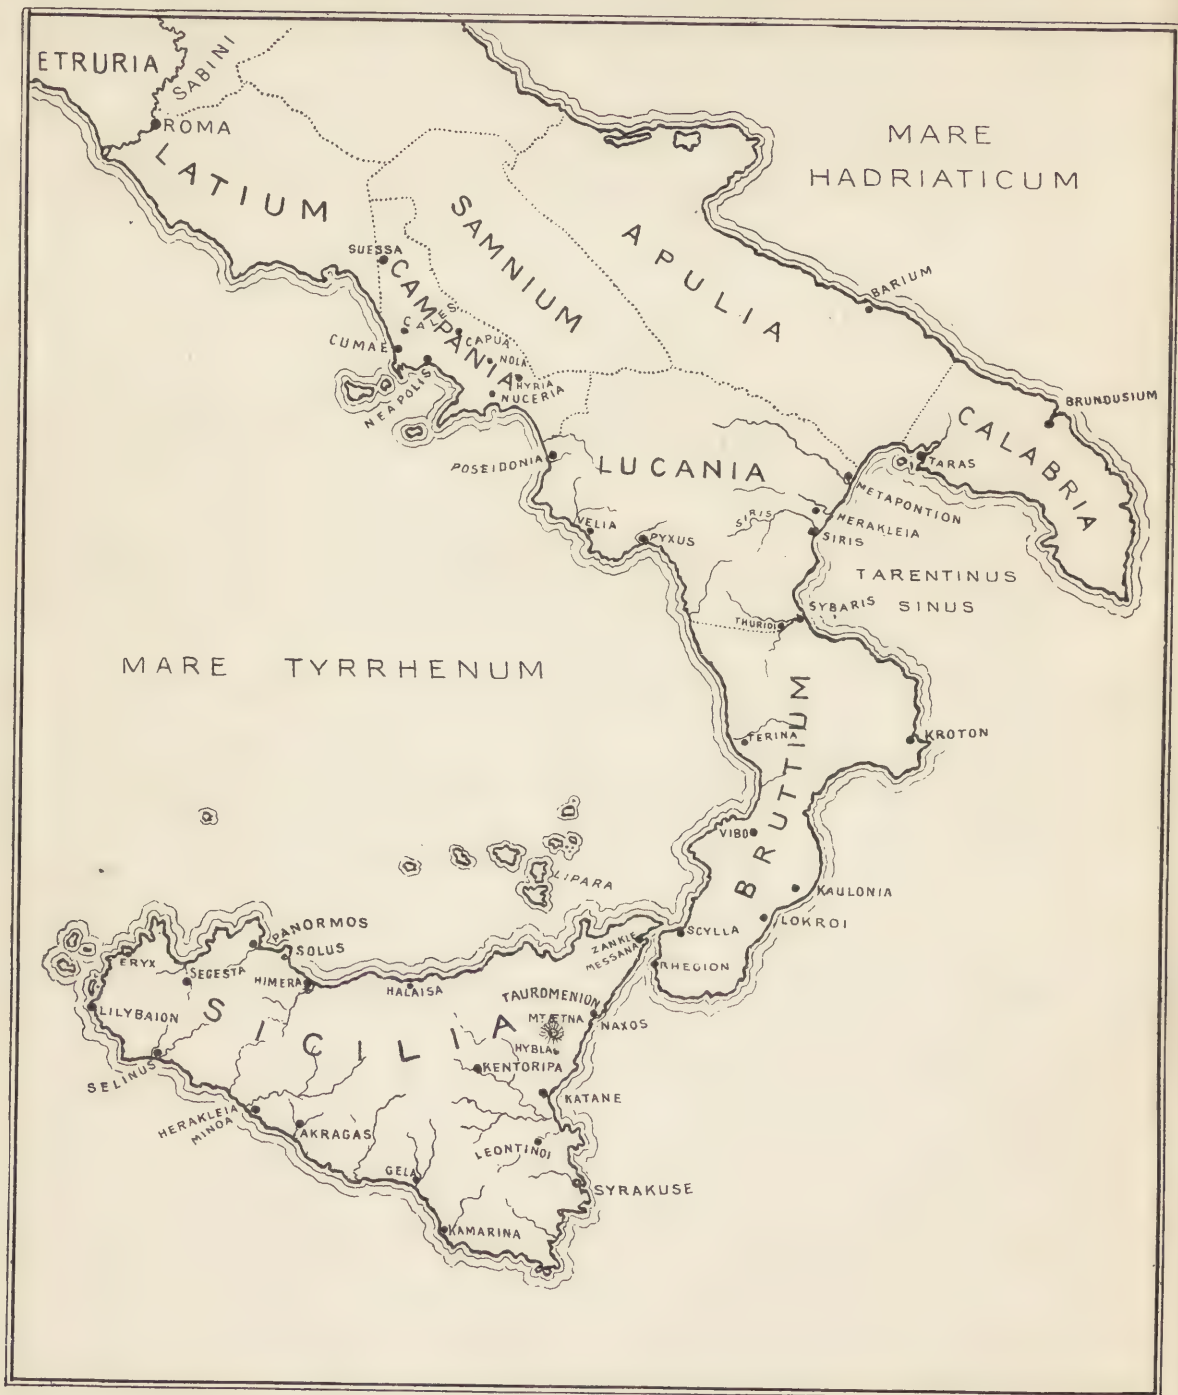 ETRURIA
SABINI
ROMA
LATIUM
MARE
HADRIATICUM
SAMNIUM
APULIA
SUESSA
CAMPANIA
BARIUM
CALES
CAPUA
CUMAE
NOLA
HYRIA
NUCERIA
NEAPOLIS
BRUNDUSIUM
CALABRIA
POSEIDONIA
LUCANIA
TARAS
METAPONTION
HERAKLEIA
SIRIS
SIRIS
VELIA
PYXUS
TARENTINUS
SINUS
SYBARIS
THURIOI
MARE TYRRHENUM
BRUTTIUM
TERINA
KROTON
VIBO
LIPARA
KAULONIA
LOKROI
SCYLLA
ZANKLE
MESSANA
RHEGION
PANORMOS
SOLUS
ERYX
SEGESTA
HIMERA
HALAISA
LILYBAION
SICILIA
TAUROMENION
MT ÆTNA
NAXOS
HYBLA
KENTORIPA
SELINUS
KATANE
HERAKLEIA
MINOA
AKRAGAS
LEONTINOI
GELA
SYRAKUSE
KAMARINA